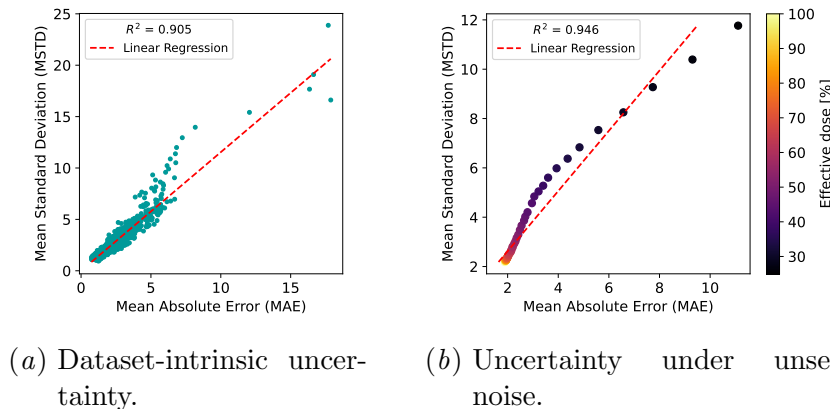 R² = 0.905
Linear Regression
Mean Standard Deviation (MSTD)
25
20
15
10
5
0
0 5 10 15
Mean Absolute Error (MAE)
(a) Dataset-intrinsic uncer-
tainty.
R² = 0.946
Linear Regression
Mean Standard Deviation (MSTD)
12
10
8
6
4
2
2 4 6 8 10
Mean Absolute Error (MAE)
100
90
80
70
60
50
40
30
Effective dose [%]
(b) Uncertainty under unse
noise.